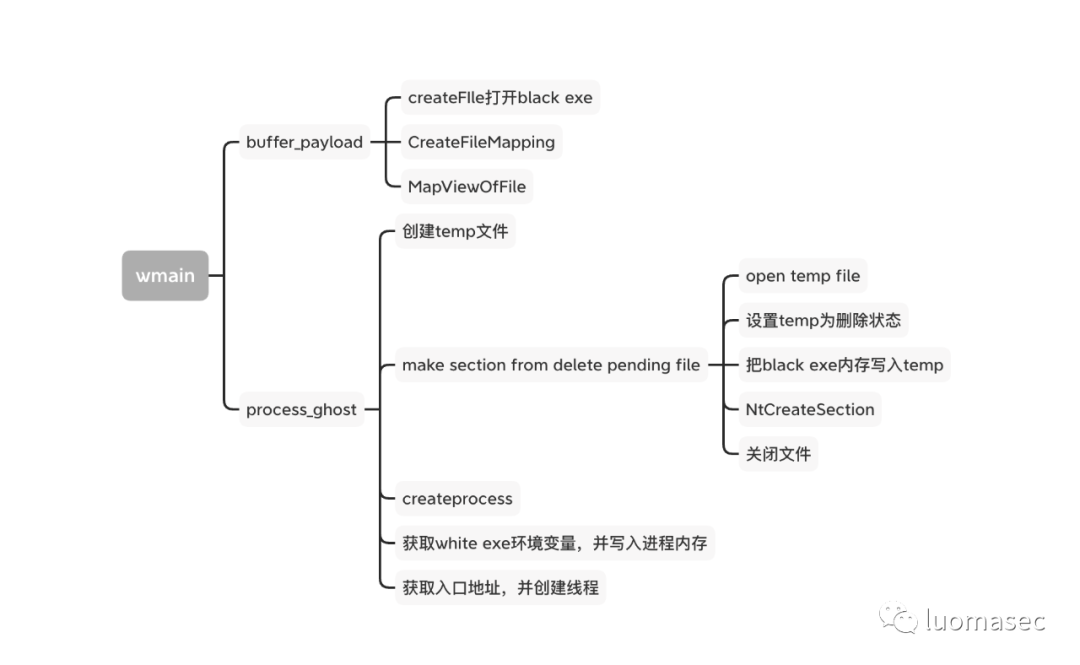 wmain
buffer_payload
createFIle打开black exe
CreateFileMapping
MapViewOfFile
process_ghost
创建temp文件
make section from delete pending file
open temp file
设置temp为删除状态
把black exe内存写入temp
NtCreateSection
关闭文件
createprocess
获取white exe环境变量，并写入进程内存
获取入口地址，并创建线程
luomasec